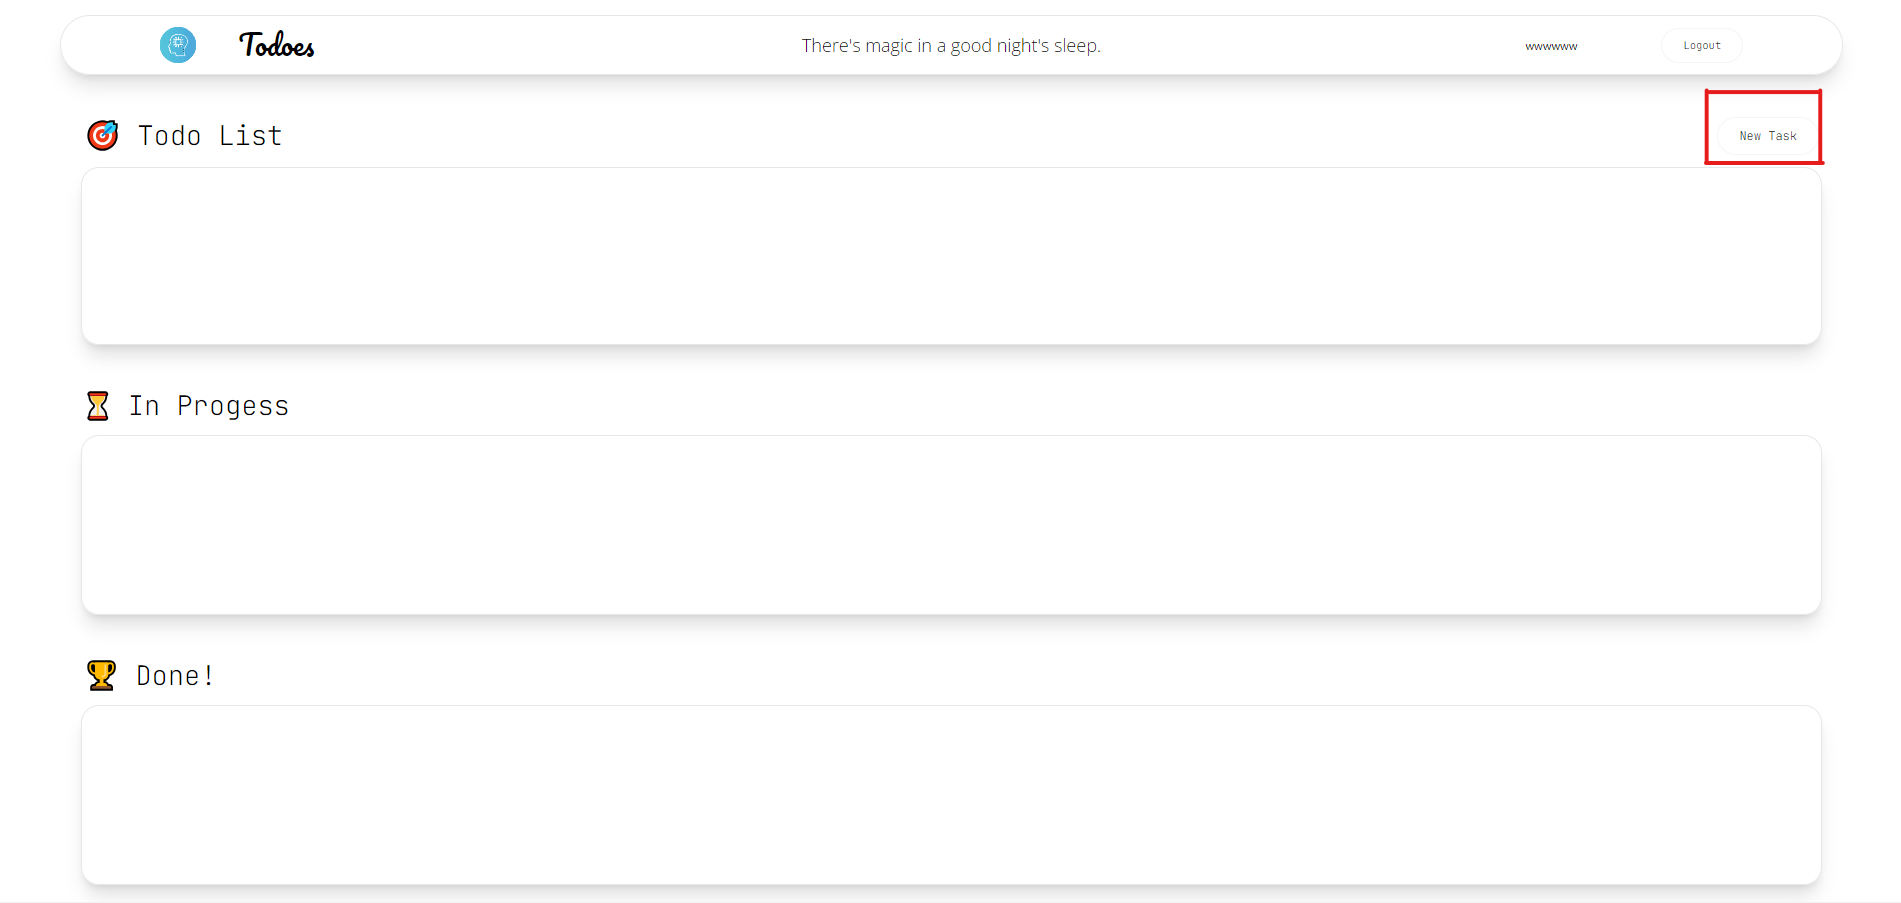 Todoes
There's magic in a good night's sleep.
wwwwww
Logout
Todo List
New Task
In Progess
Done!